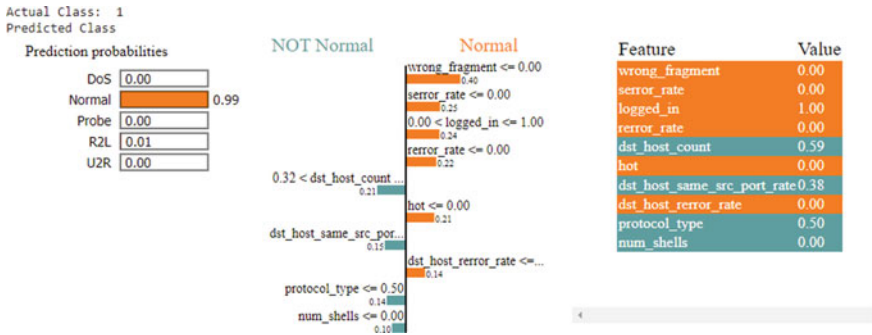 Actual Class: 1
Predicted Class
Prediction probabilities
DoS 0.00
Normal 0.99
Probe 0.00
R2L 0.01
U2R 0.00
NOT Normal Normal
wrong_fragment <= 0.00
0.40
serror_rate <= 0.00
0.25
0.00 < logged_in <= 1.00
0.24
rerror_rate <= 0.00
0.22
0.32 < dst_host_count ...
0.21
hot <= 0.00
0.21
dst_host_same_src_por...
0.15
dst_host_rerror_rate <=...
0.14
protocol_type <= 0.50
0.14
num_shells <= 0.00
0.10
Feature Value
wrong_fragment 0.00
serror_rate 0.00
logged_in 1.00
rerror_rate 0.00
dst_host_count 0.59
hot 0.00
dst_host_same_src_port_rate 0.38
dst_host_rerror_rate 0.00
protocol_type 0.50
num_shells 0.00